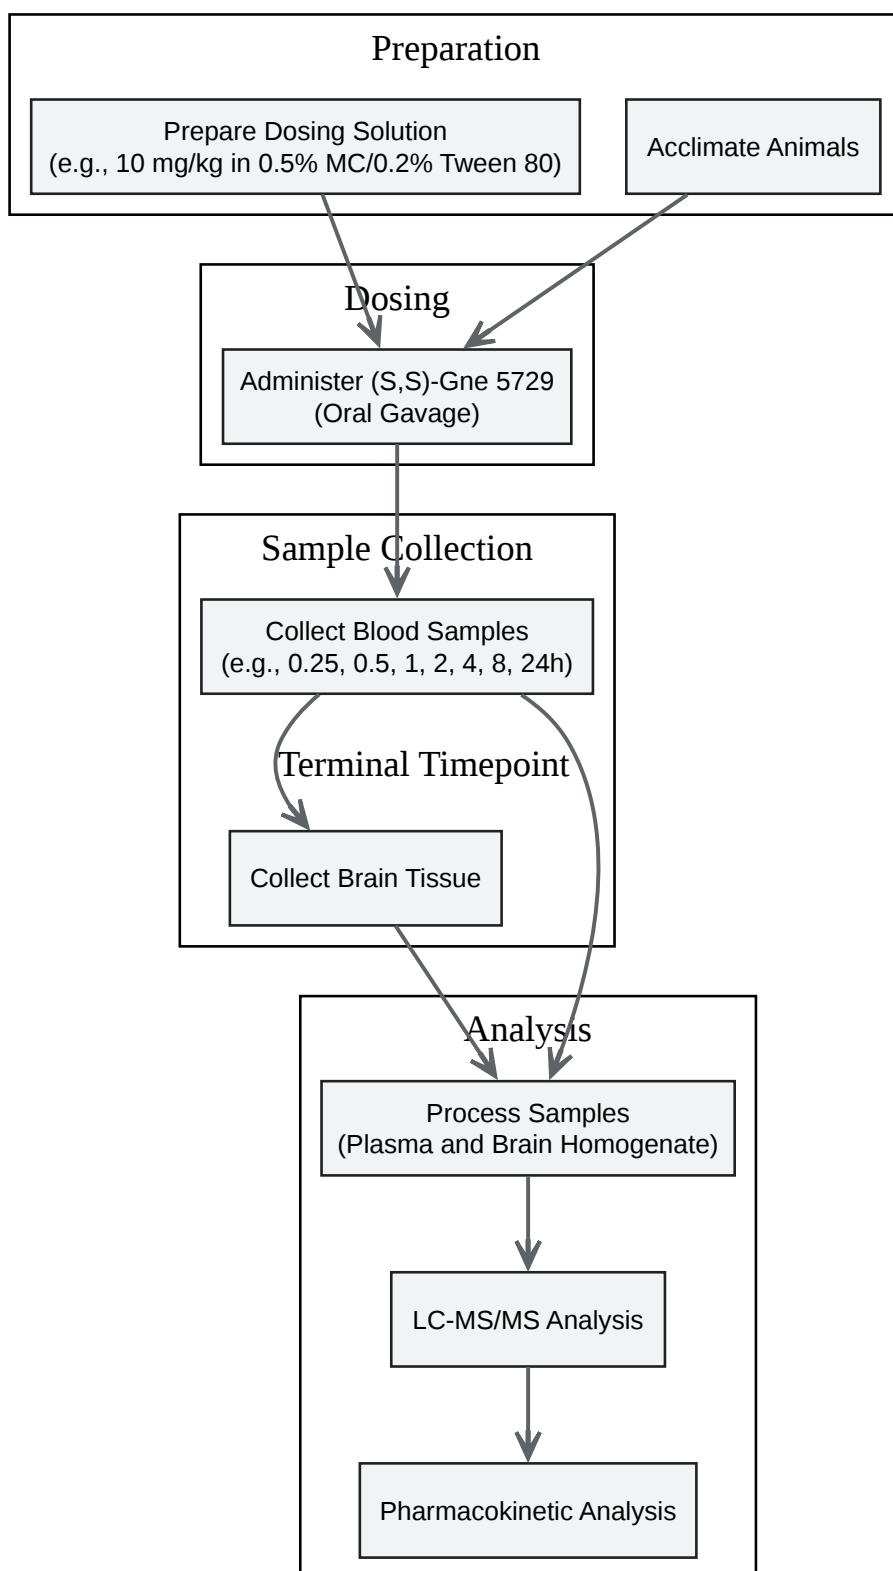 Preparation
Prepare Dosing Solution
(e.g., 10 mg/kg in 0.5% MC/0.2% Tween 80)
Acclimate Animals
Dosing
Administer (S,S)-Gne 5729
(Oral Gavage)
Sample Collection
Collect Blood Samples
(e.g., 0.25, 0.5, 1, 2, 4, 8, 24h)
Terminal Timepoint
Collect Brain Tissue
Analysis
Process Samples
(Plasma and Brain Homogenate)
LC-MS/MS Analysis
Pharmacokinetic Analysis